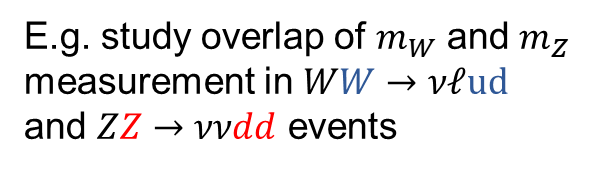 E.g. study overlap of m_W and m_Z
measurement in WW → νℓud
and ZZ → ννdd events